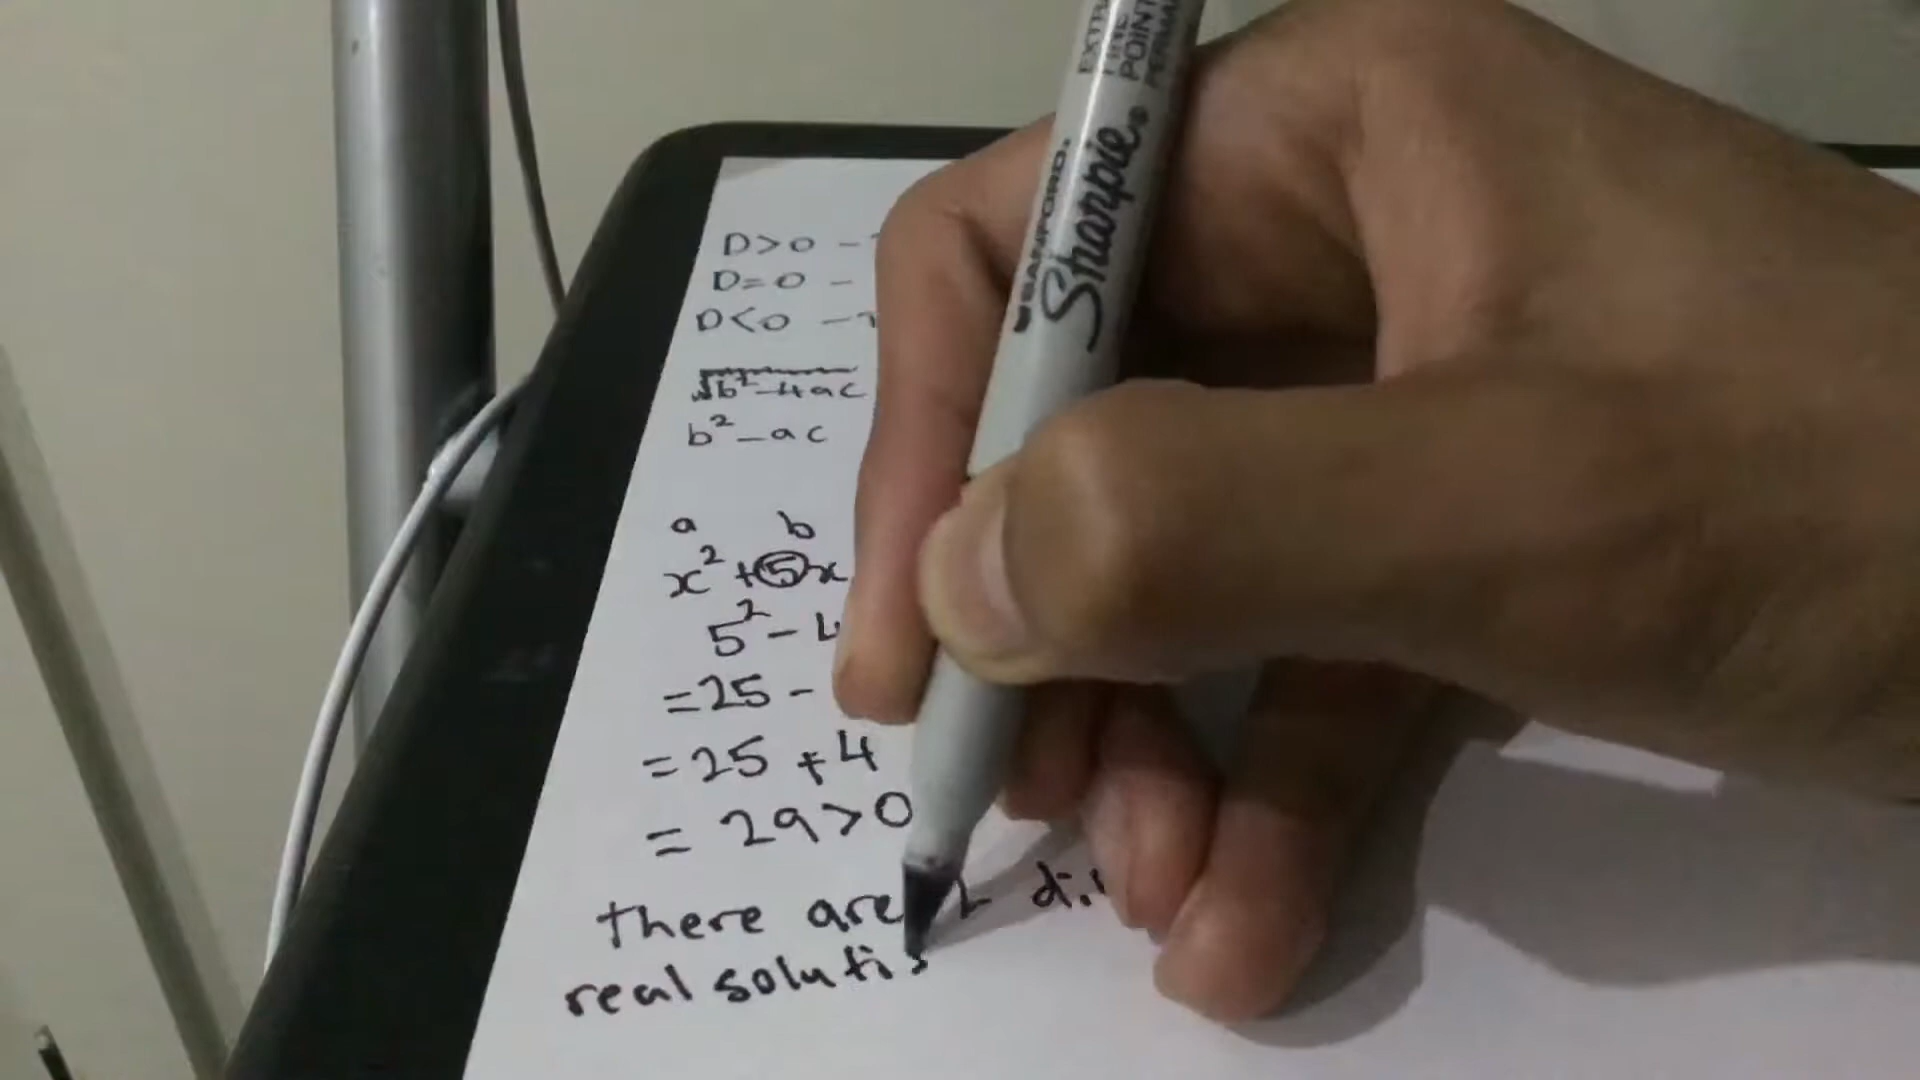 EXTRA
FINE
POINT
PERMA
SANFORD.
Sharpie®
D>0 -
D=0 -
D<0 -
√b²-4ac
b²-ac
a b
x²+5x
5²-4
=25-
=25+4
=29>0
there are 2
real soluti